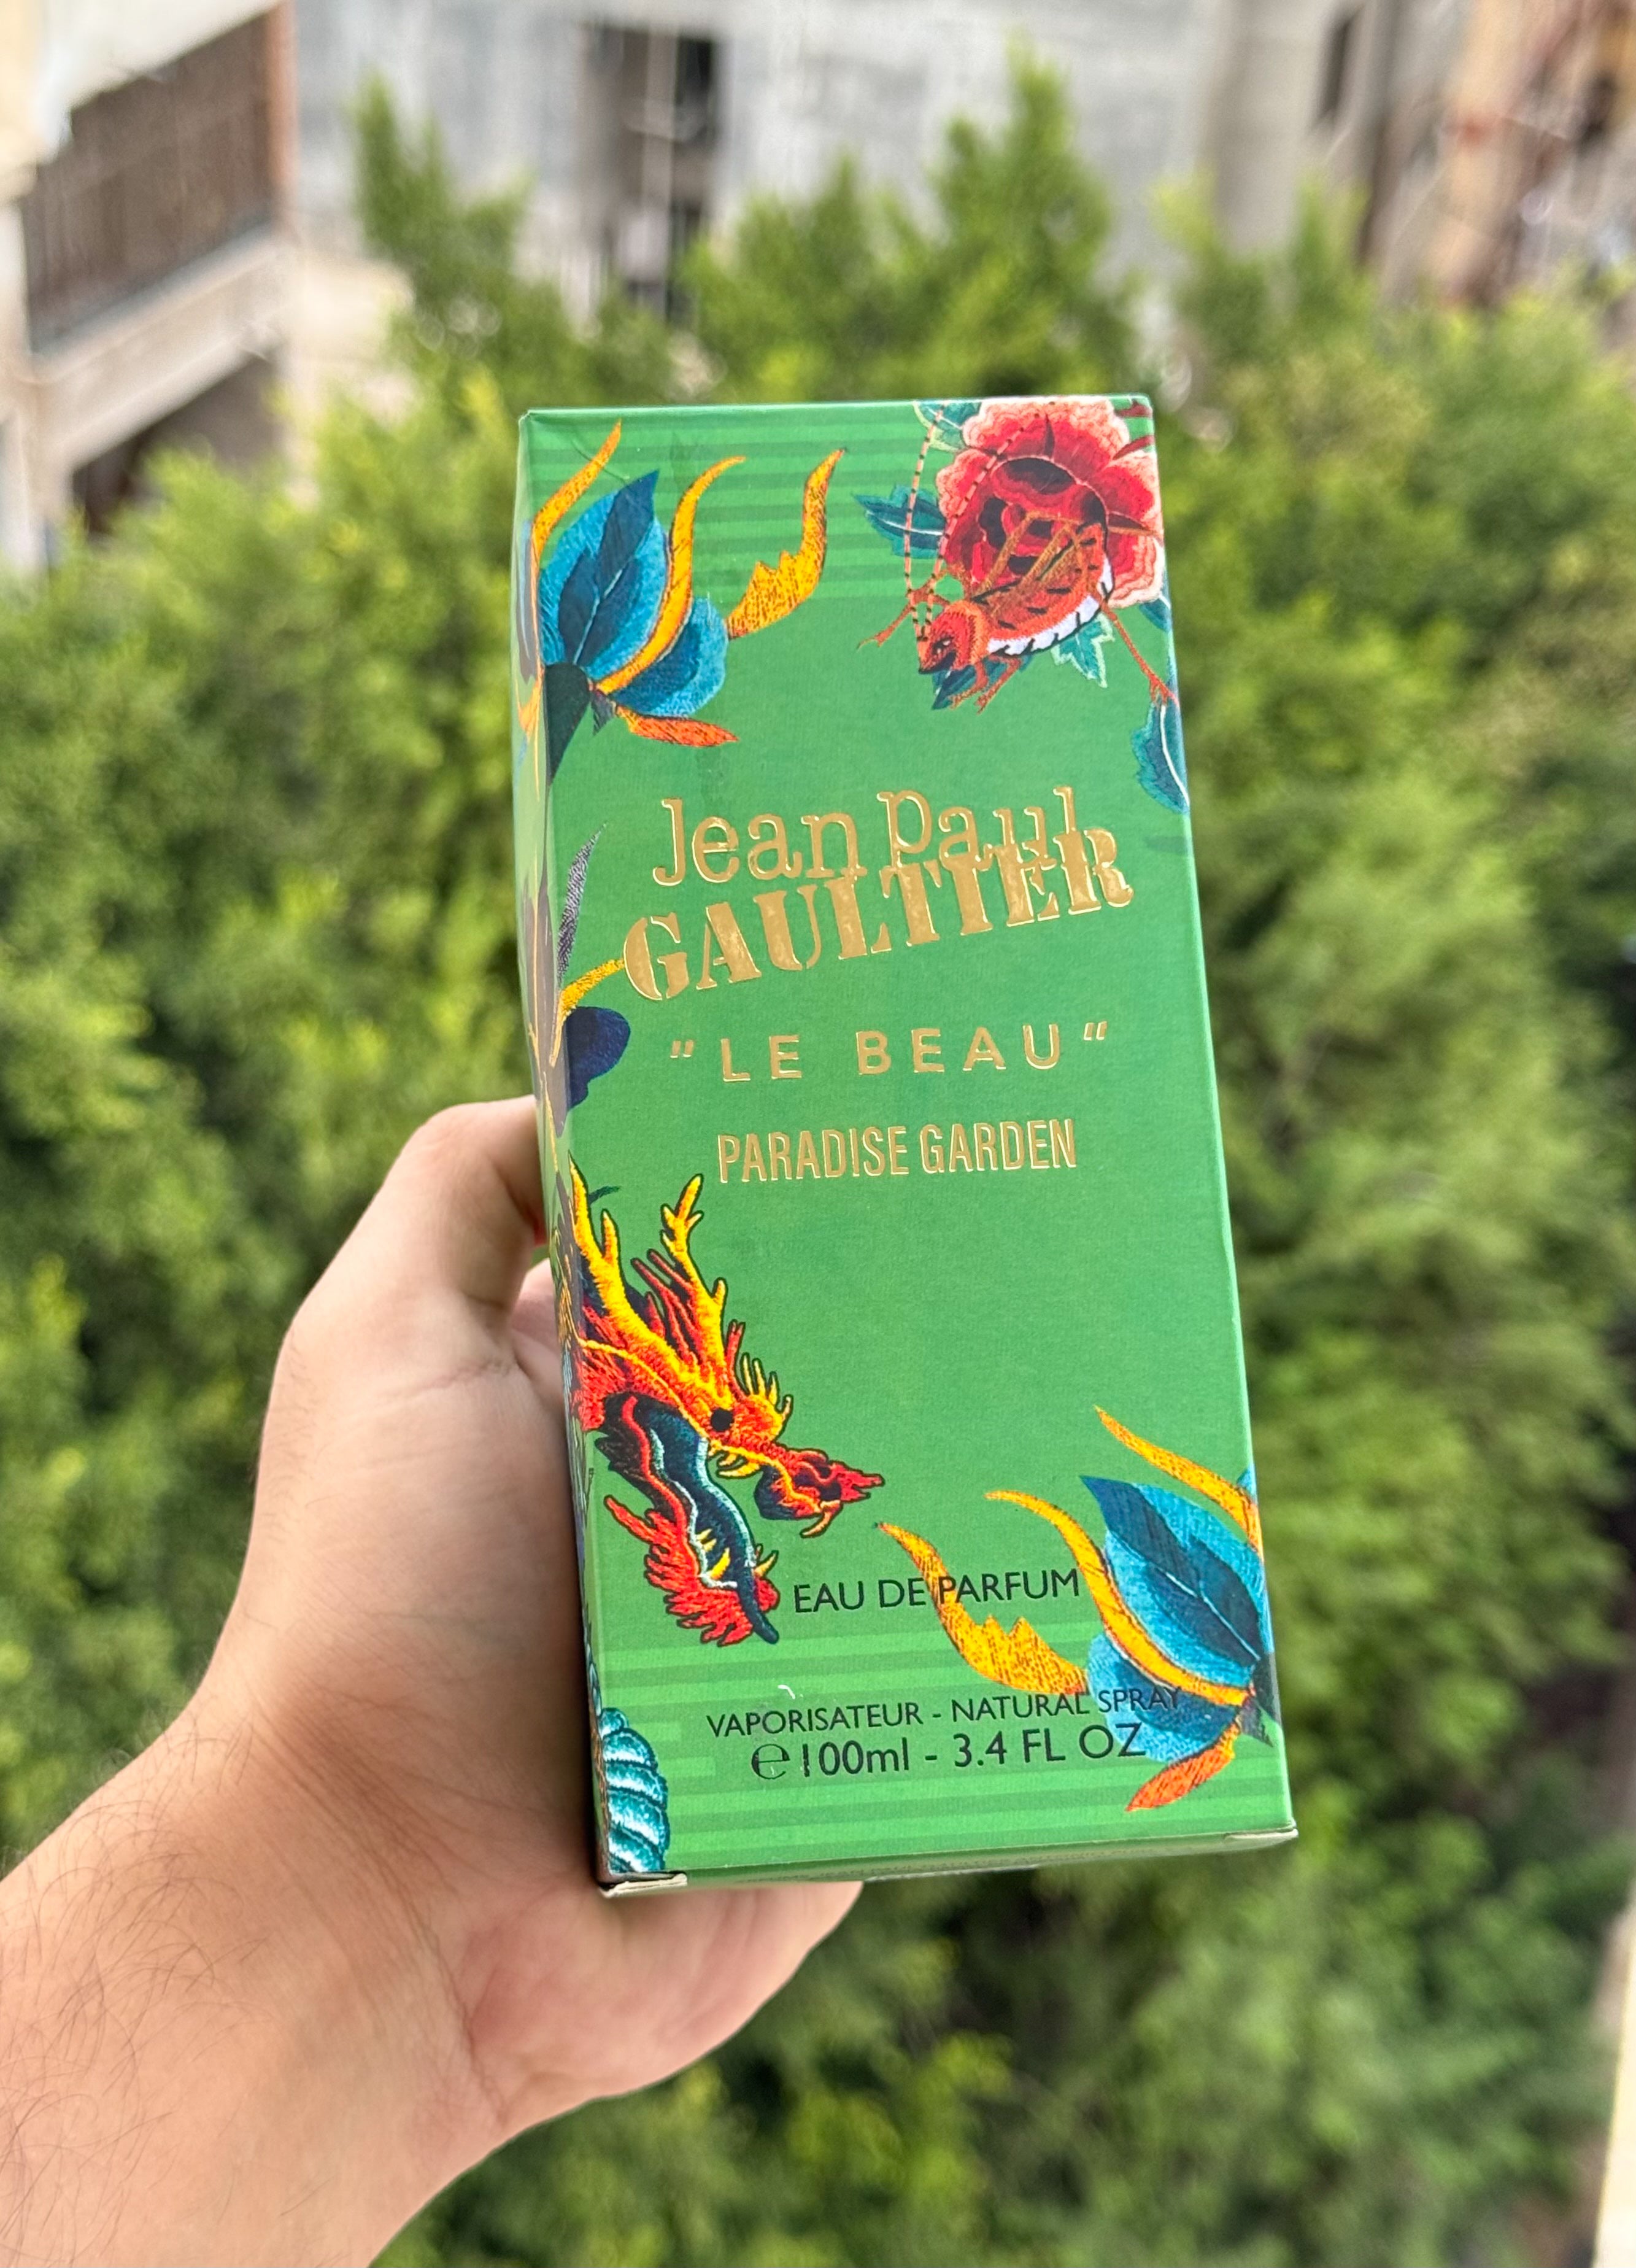 Jean Paul
GAULTIER
"LE BEAU"
PARADISE GARDEN
EAU DE PARFUM
VAPORISATEUR - NATURAL SPRAY
℮100ml - 3.4 FL OZ